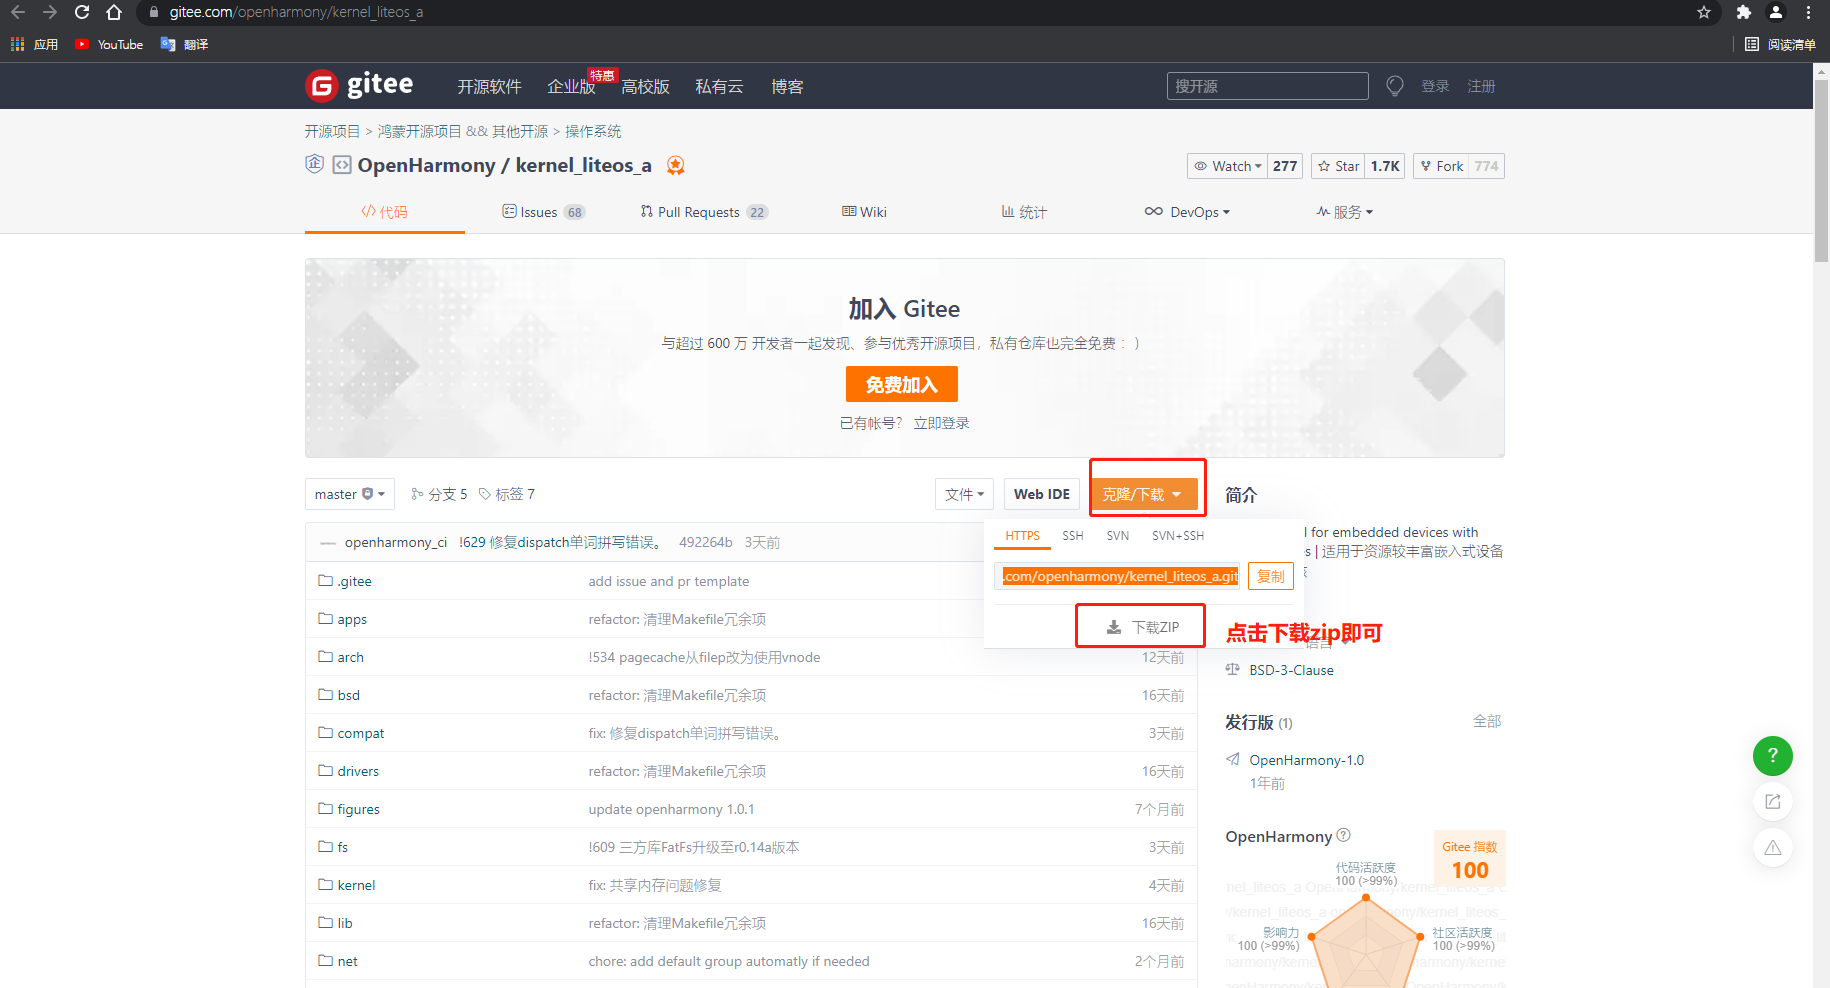 gitee.com/openharmony/kernel_liteos_a
应用 YouTube 翻译 阅读清单
gitee 开源软件 企业版 特惠 高校版 私有云 博客 搜开源 登录 注册
开源项目 > 鸿蒙开源项目 && 其他开源 > 操作系统
企 OpenHarmony / kernel_liteos_a Watch 277 Star 1.7K Fork 774
代码 Issues 68 Pull Requests 22 Wiki 统计 DevOps 服务
加入 Gitee
与超过 600 万 开发者一起发现、参与优秀开源项目，私有仓库也完全免费 ：）
免费加入
已有帐号？ 立即登录
master 分支 5 标签 7 文件 Web IDE 克隆/下载 简介
openharmony_ci !629 修复dispatch单词拼写错误。 492264b 3天前
HTTPS SSH SVN SVN+SSH
l for embedded devices with
s | 适用于资源较丰富嵌入式设备
.com/openharmony/kernel_liteos_a.git 复制
下载ZIP 点击下载zip即可
BSD-3-Clause
发行版 (1) 全部
OpenHarmony-1.0
1年前
.gitee add issue and pr template
apps refactor: 清理Makefile冗余项
arch !534 pagecache从filep改为使用vnode 12天前
bsd refactor: 清理Makefile冗余项 16天前
compat fix: 修复dispatch单词拼写错误。 3天前
drivers refactor: 清理Makefile冗余项 16天前
figures update openharmony 1.0.1 7个月前
fs !609 三方库FatFs升级至r0.14a版本 3天前
kernel fix: 共享内存问题修复 4天前
lib refactor: 清理Makefile冗余项 16天前
net chore: add default group automatly if needed 2个月前
OpenHarmony ?
Gitee 指数
100
代码活跃度
100 (>99%)
影响力
100 (>99%)
社区活跃度
100 (>99%)
?